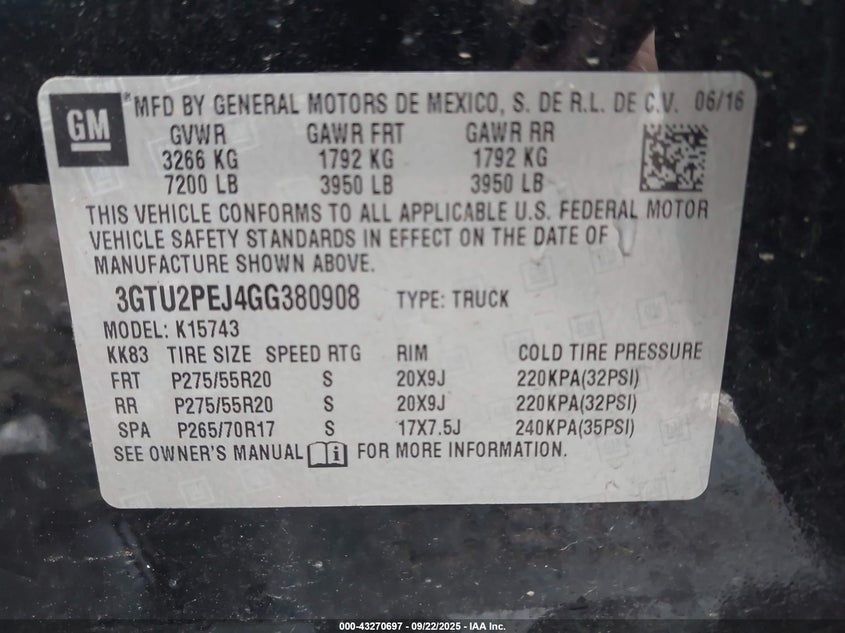 GM
® MFD BY GENERAL MOTORS DE MEXICO, S. DE R.L. DE C.V. 06/16
GVWR GAWR FRT GAWR RR
3266 KG 1792 KG 1792 KG
7200 LB 3950 LB 3950 LB
THIS VEHICLE CONFORMS TO ALL APPLICABLE U.S. FEDERAL MOTOR
VEHICLE SAFETY STANDARDS IN EFFECT ON THE DATE OF
MANUFACTURE SHOWN ABOVE.
3GTU2PEJ4GG380908 TYPE: TRUCK
MODEL: K15743
KK83 TIRE SIZE SPEED RTG RIM COLD TIRE PRESSURE
FRT P275/55R20 S 20X9J 220KPA(32PSI)
RR P275/55R20 S 20X9J 220KPA(32PSI)
SPA P265/70R17 S 17X7.5J 240KPA(35PSI)
SEE OWNER'S MANUAL FOR MORE INFORMATION.
000-43270697 - 09/22/2025 - IAA Inc.